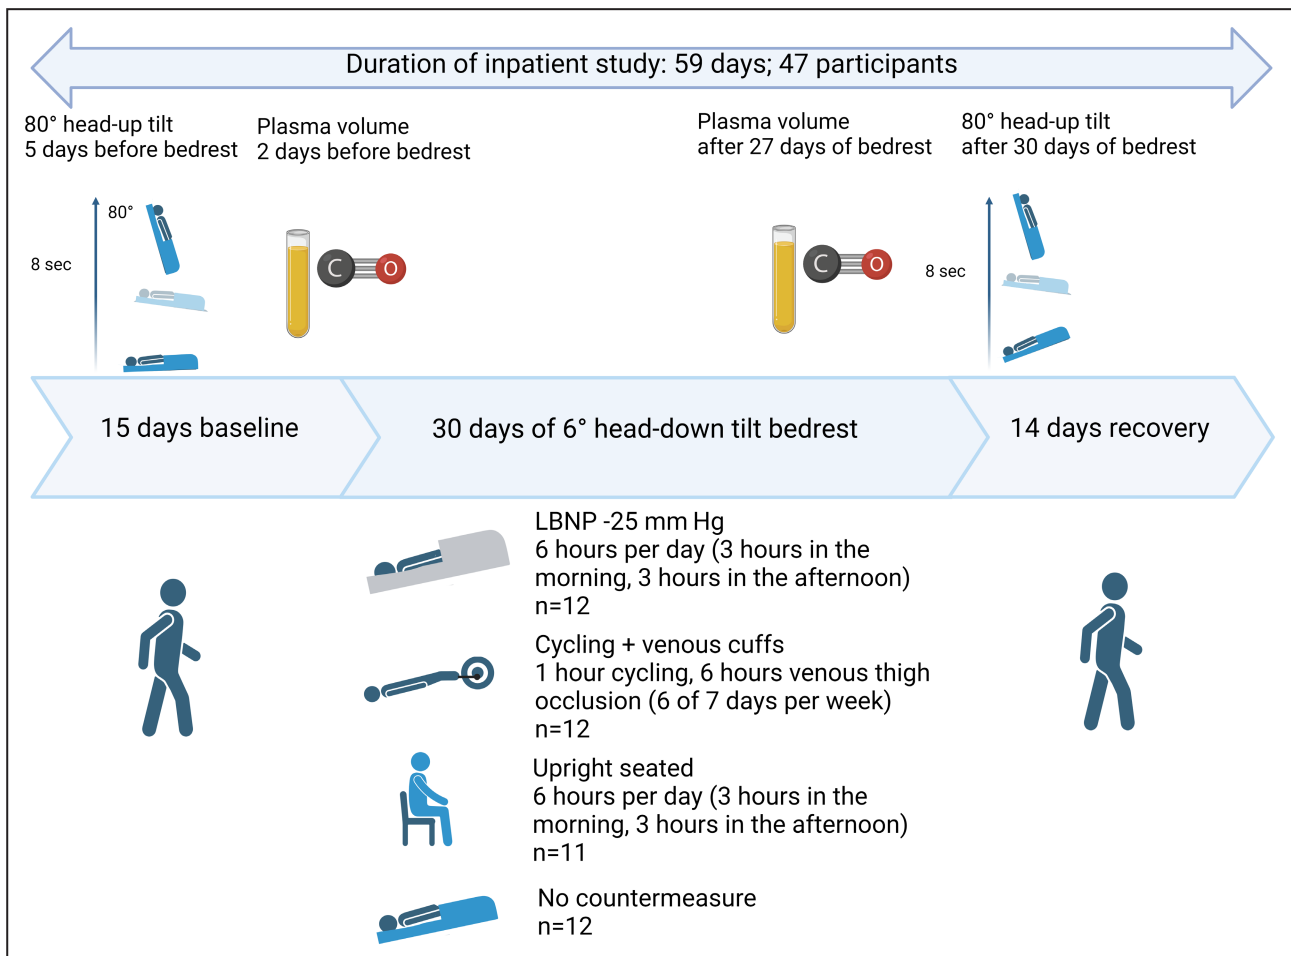 Duration of inpatient study: 59 days; 47 participants
80° head-up tilt
5 days before bedrest
Plasma volume
2 days before bedrest
Plasma volume
after 27 days of bedrest
80° head-up tilt
after 30 days of bedrest
80°
8 sec
C
O
C
O
8 sec
15 days baseline
30 days of 6° head-down tilt bedrest
14 days recovery
LBNP -25 mm Hg
6 hours per day (3 hours in the
morning, 3 hours in the afternoon)
n=12
Cycling + venous cuffs
1 hour cycling, 6 hours venous thigh
occlusion (6 of 7 days per week)
n=12
Upright seated
6 hours per day (3 hours in the
morning, 3 hours in the afternoon)
n=11
No countermeasure
n=12